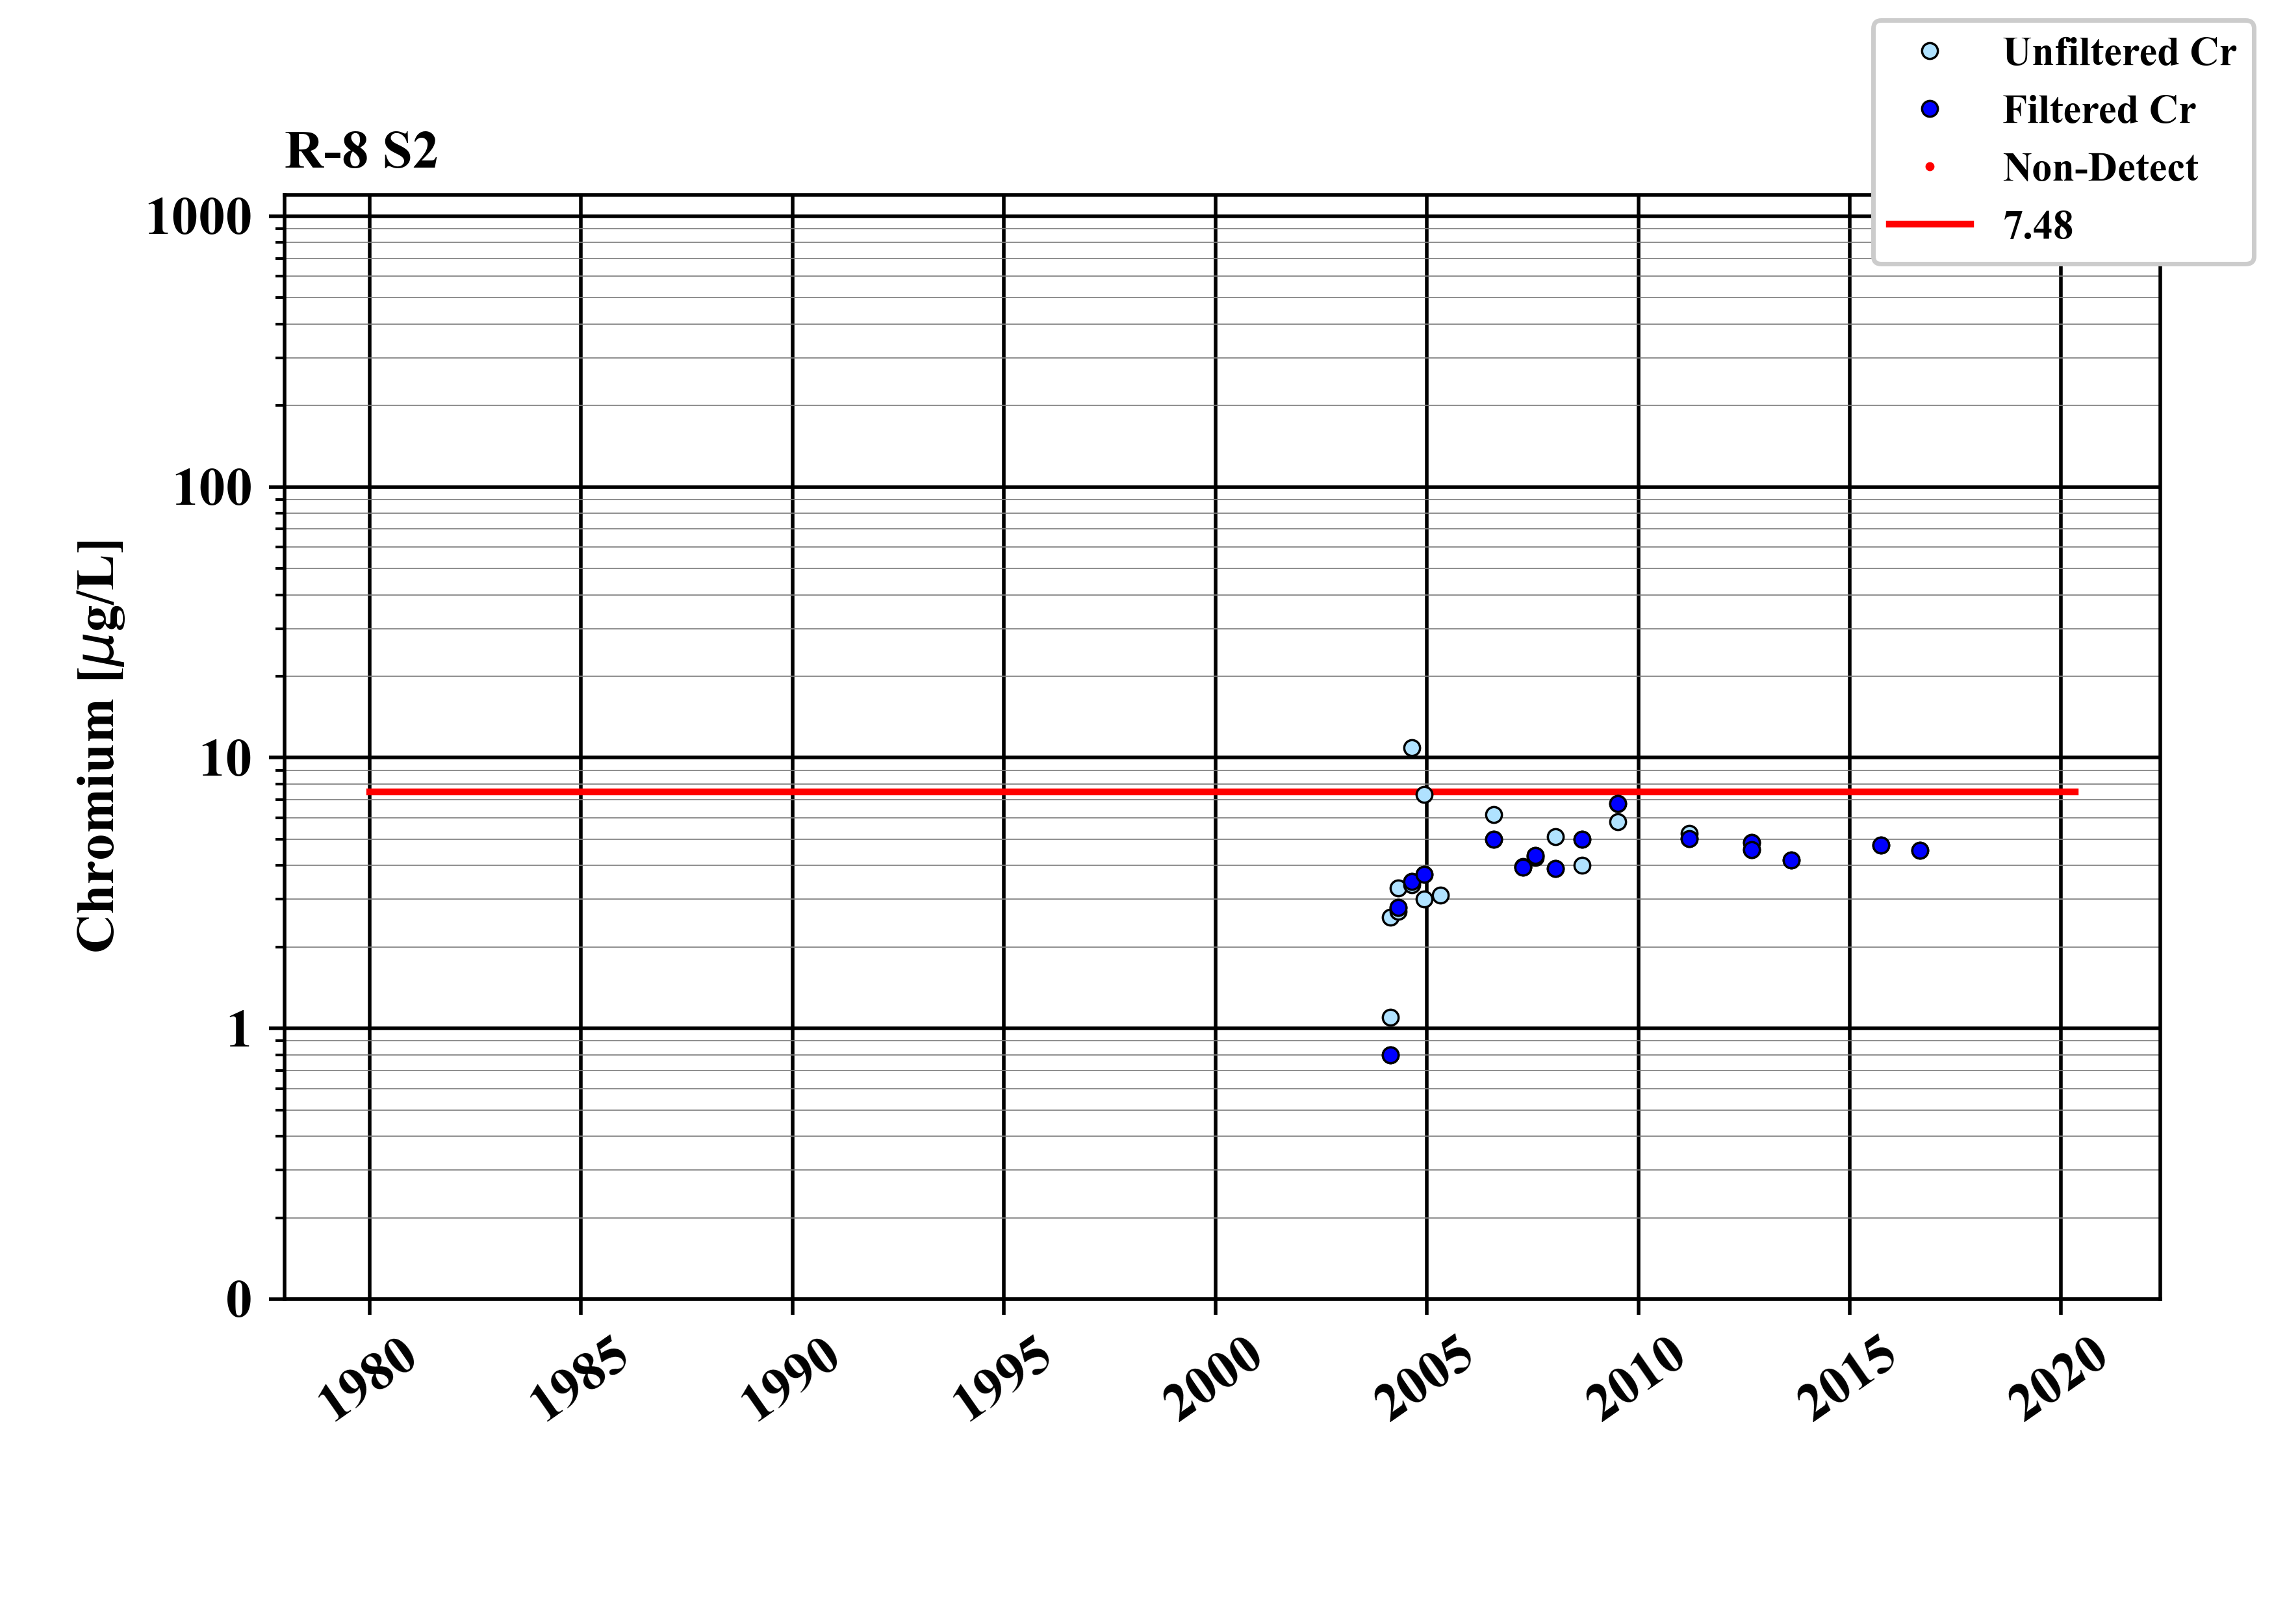 Unfiltered Cr
Filtered Cr
Non-Detect
7.48
R-8 S2
1000
100
10
1
0
Chromium [μg/L]
1980 1985 1990 1995 2000 2005 2010 2015 2020